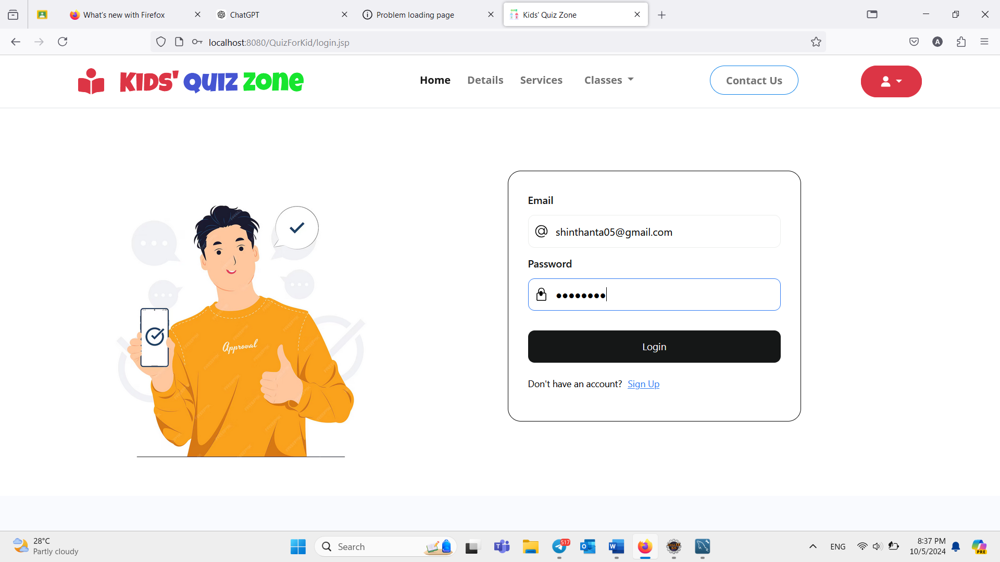 What's new with Firefox
ChatGPT
Problem loading page
Kids' Quiz Zone
localhost:8080/QuizForKid/login.jsp
A
KIDS' QUIZ ZONE
Home
Details
Services
Classes
Contact Us
Email
shinthanta05@gmail.com
Password
Login
Don't have an account? Sign Up
Approval
28°C
Partly cloudy
Search
517
ENG
8:37 PM
10/5/2024
PRE